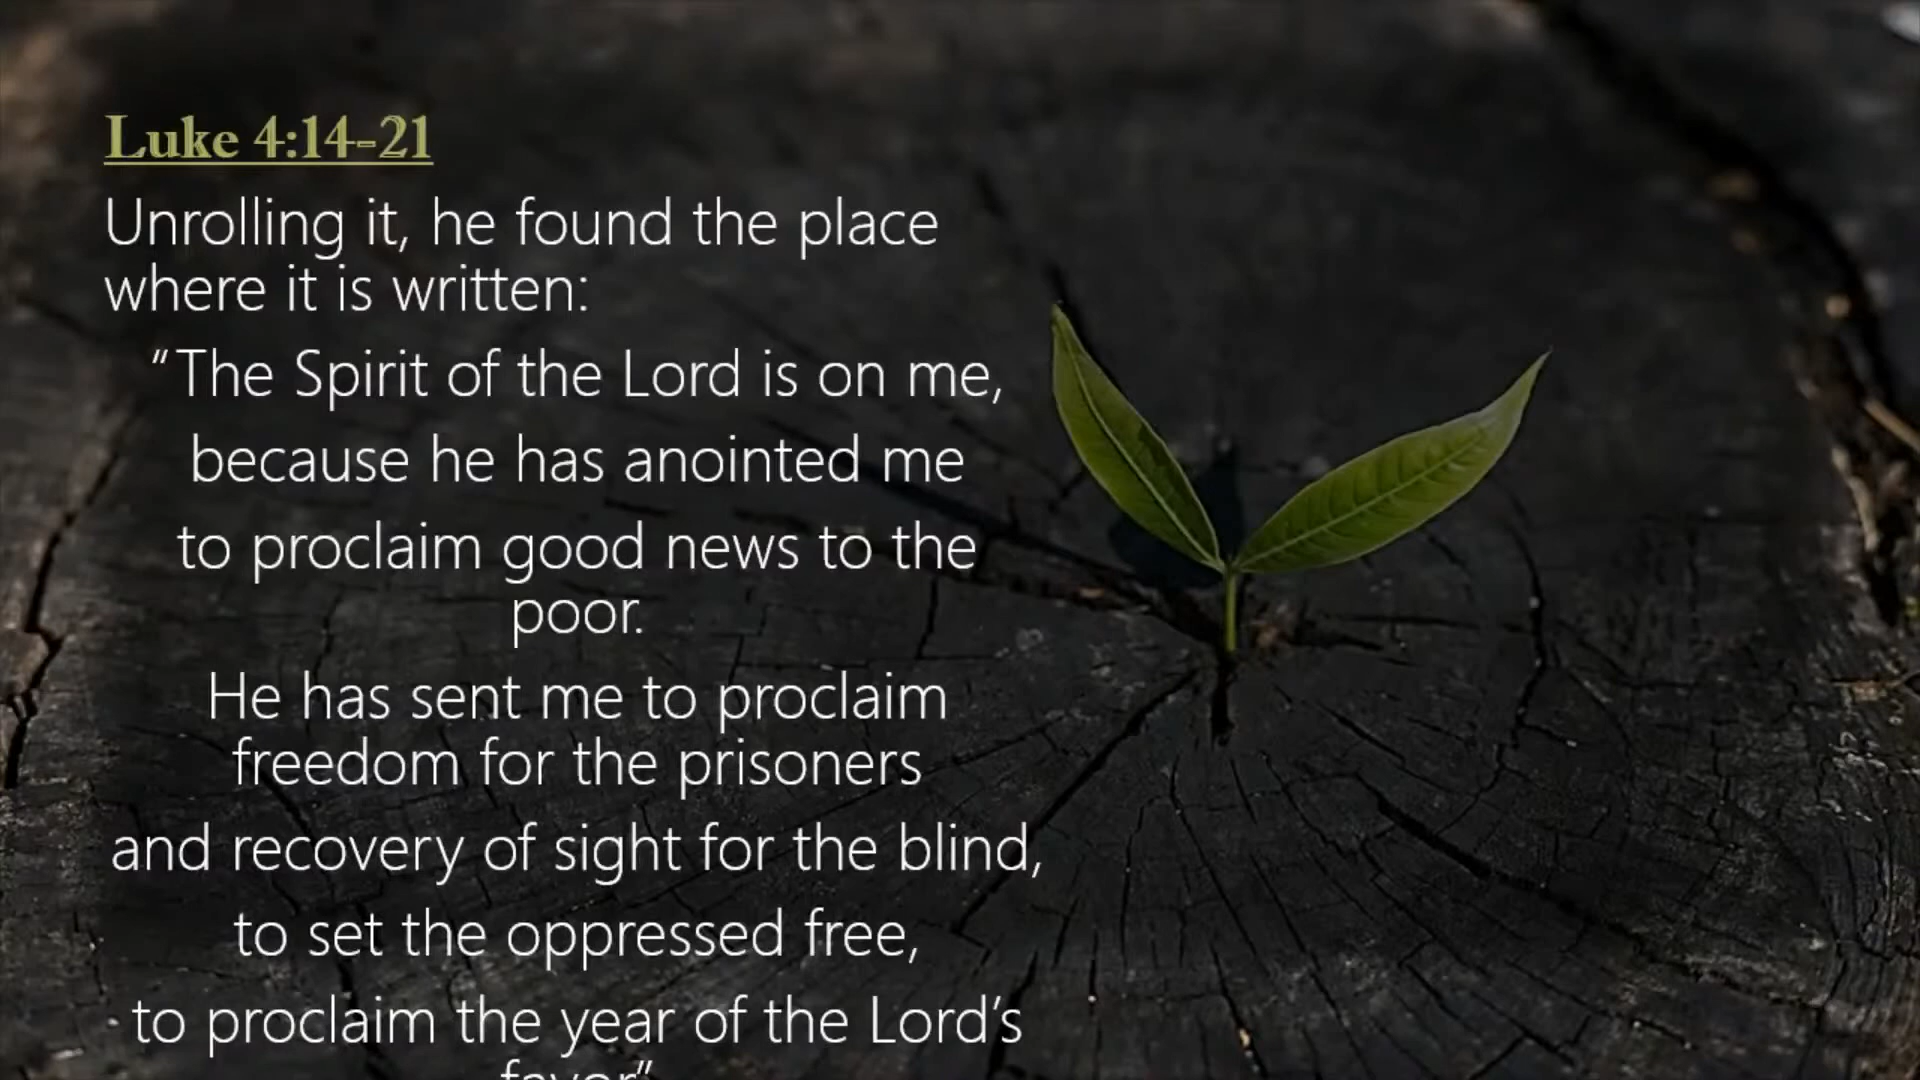 Luke 4:14-21
Unrolling it, he found the place
where it is written:
“The Spirit of the Lord is on me,
because he has anointed me
to proclaim good news to the
poor.
He has sent me to proclaim
freedom for the prisoners
and recovery of sight for the blind,
to set the oppressed free,
to proclaim the year of the Lord’s
favor”